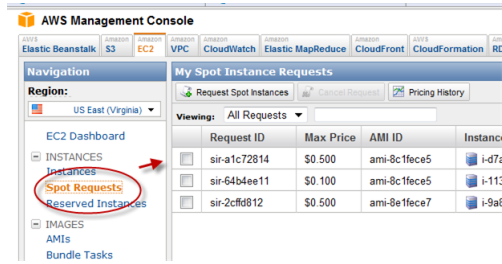 AWS Management Console
AWS Amazon Amazon Amazon Amazon Amazon Amazon AWS
Elastic Beanstalk S3 EC2 VPC CloudWatch Elastic MapReduce CloudFront CloudFormation
Navigation
Region:
US East (Virginia)
EC2 Dashboard
INSTANCES
Instances
Spot Requests
Reserved Instances
IMAGES
AMIs
Bundle Tasks
My Spot Instance Requests
Request Spot Instances Cancel Request Pricing History
Viewing: All Requests
Request ID Max Price AMI ID
sir-a1c72814 $0.500 ami-8c1fece5
sir-64b4ee11 $0.100 ami-8c1fece5
sir-2cffd812 $0.500 ami-8e1fece7